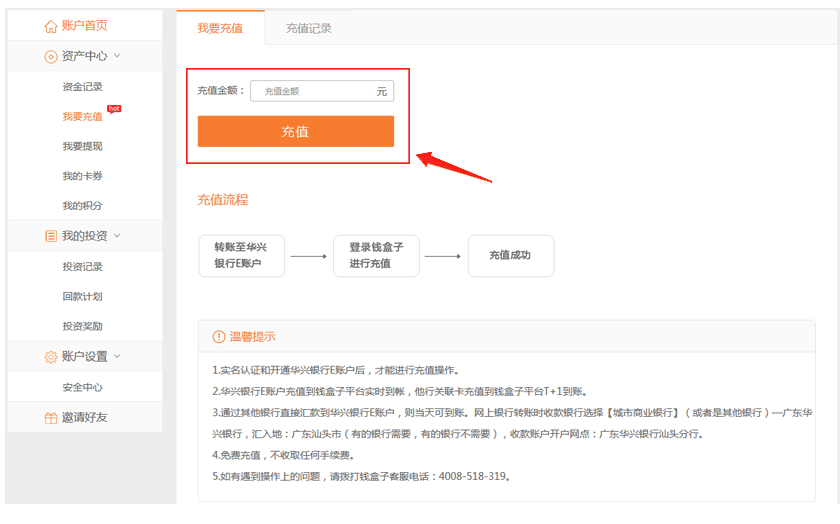 账户首页
资产中心
资金记录
我要充值
hot
我要提现
我的卡券
我的积分
我的投资
投资记录
回款计划
投资奖励
账户设置
安全中心
邀请好友
我要充值 充值记录
充值金额： 充值金额 元
充值
充值流程
转账至华兴
银行E账户
登录钱盒子
进行充值
充值成功
温馨提示
1.实名认证和开通华兴银行E账户后，才能进行充值操作。
2.华兴银行E账户充值到钱盒子平台实时到帐，他行关联卡充值到钱盒子平台T+1到账。
3.通过其他银行直接汇款到华兴银行E账户，则当天可到账。网上银行转账时收款银行选择【城市商业银行】（或者是其他银行）—广东华
兴银行，汇入地：广东汕头市（有的银行需要，有的银行不需要），收款账户开户网点：广东华兴银行汕头分行。
4.免费充值，不收取任何手续费。
5.如有遇到操作上的问题，请拨打钱盒子客服电话：4008-518-319。